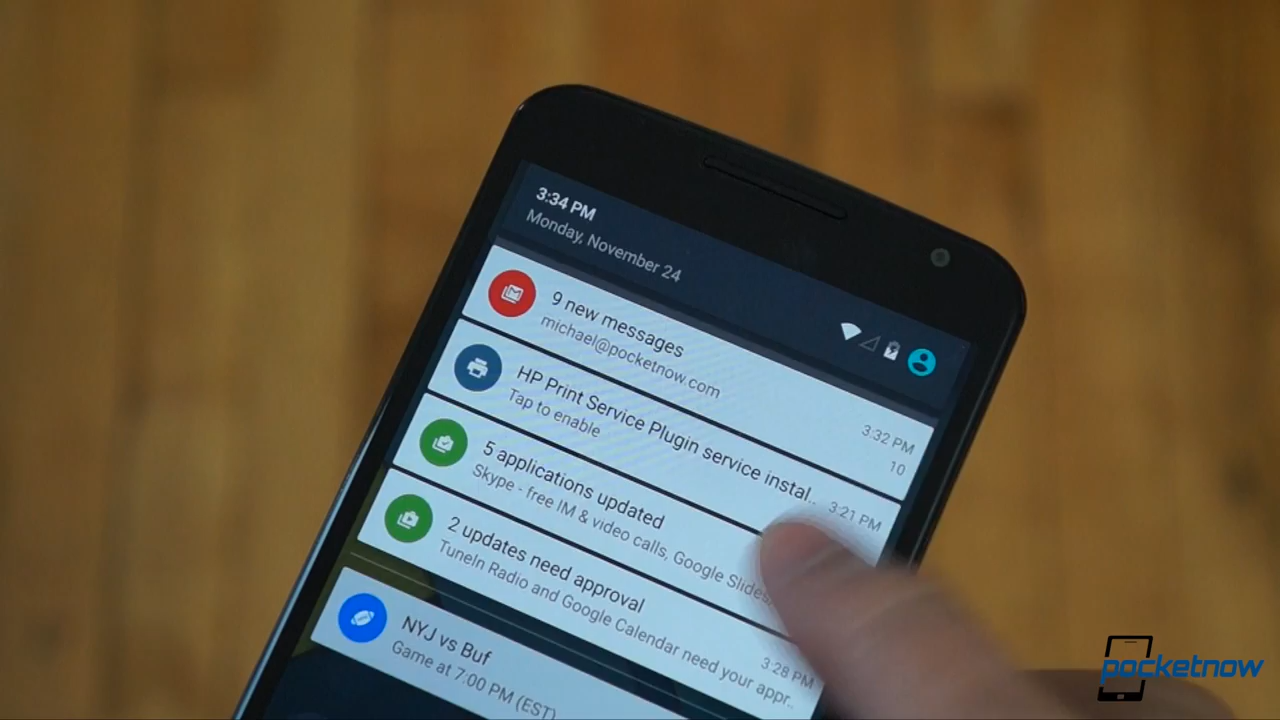 3:34 PM
Monday, November 24
9 new messages
michael@pocketnow.com
3:32 PM
10
HP Print Service Plugin service instal..
Tap to enable
3:21 PM
5 applications updated
Skype - free IM & video calls, Google Slides,
2 updates need approval
TuneIn Radio and Google Calendar need your appr..
3:28 PM
NYJ vs Buf
Game at 7:00 PM (EST)
pocketnow